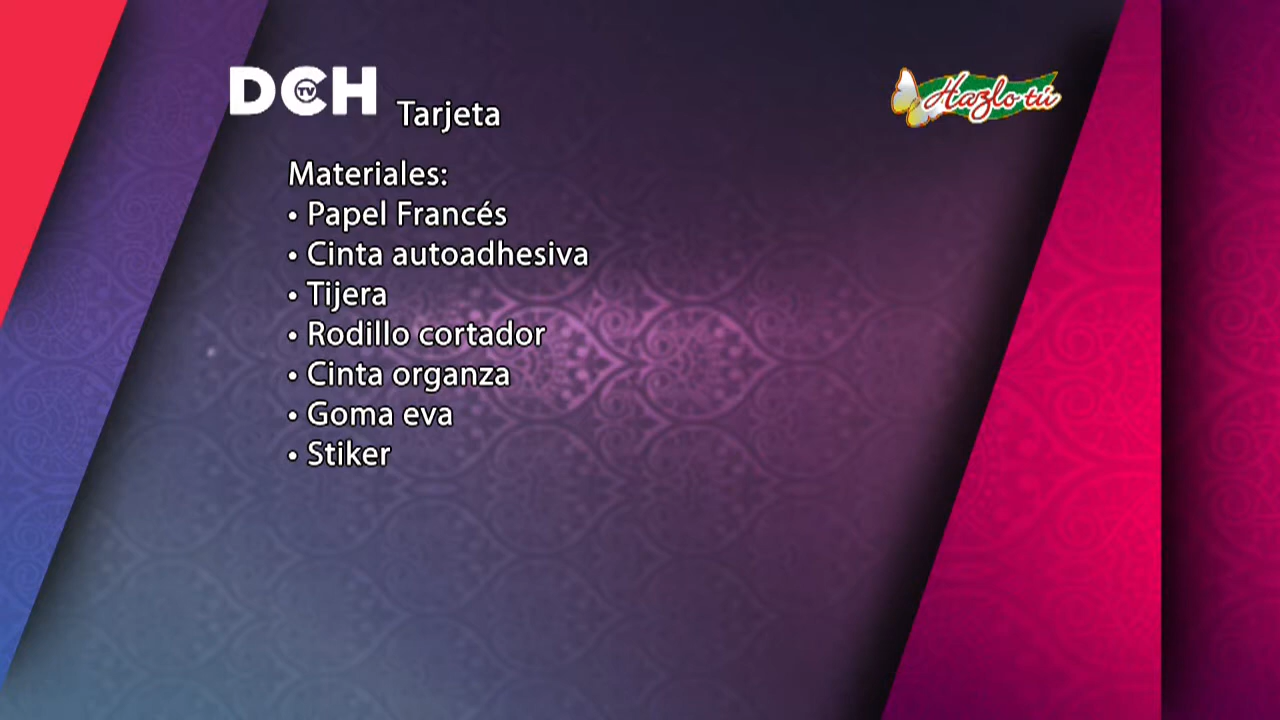 DCH
TV
Tarjeta
Hazlo tú
Materiales:
• Papel Francés
• Cinta autoadhesiva
• Tijera
• Rodillo cortador
• Cinta organza
• Goma eva
• Stiker